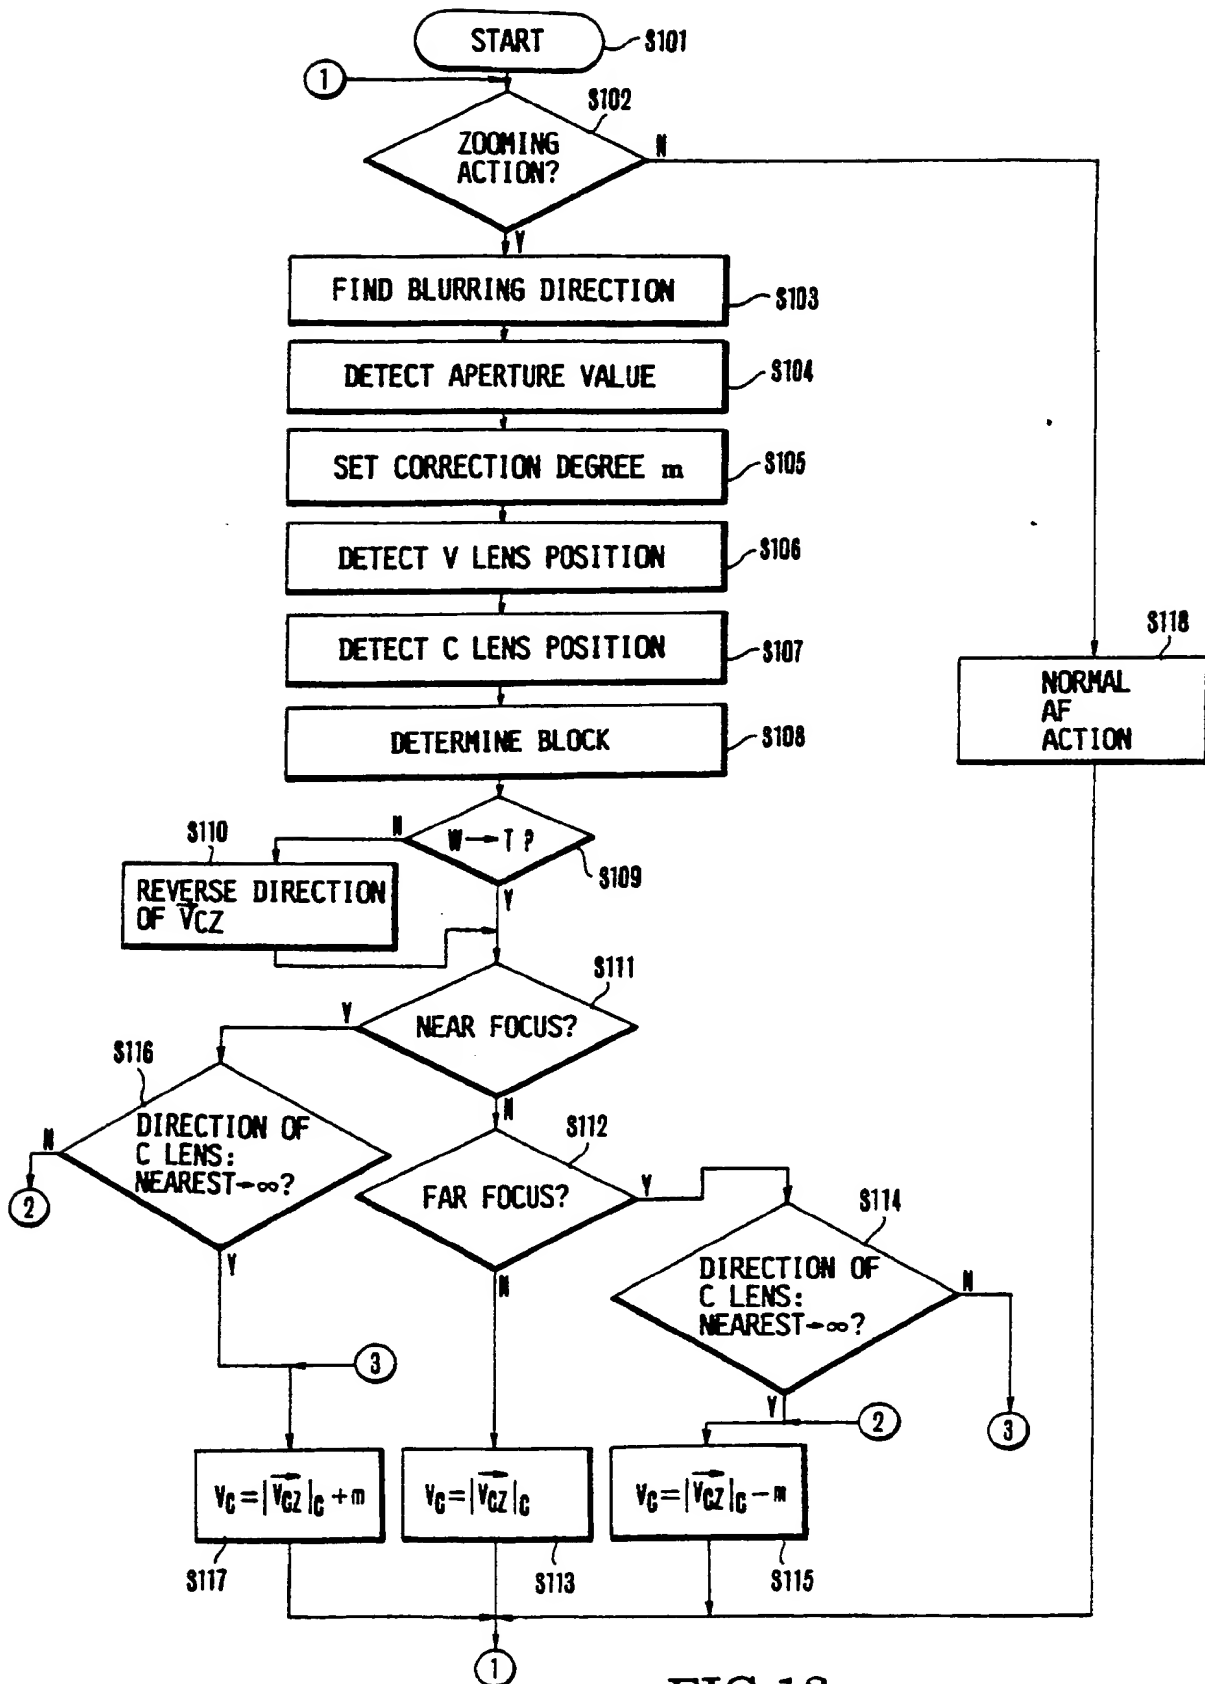 START
S101
1
S102
ZOOMING
ACTION?
N
Y
FIND BLURRING DIRECTION
S103
DETECT APERTURE VALUE
S104
SET CORRECTION DEGREE m
S105
DETECT V LENS POSITION
S106
DETECT C LENS POSITION
S107
S118
NORMAL
AF
ACTION
DETERMINE BLOCK
S108
S110
N
W→T?
S109
REVERSE DIRECTION
OF V⃗CZ
Y
S111
Y
NEAR FOCUS?
S116
N
DIRECTION OF
C LENS:
NEAREST→∞?
N
2
Y
S112
FAR FOCUS?
Y
N
S114
DIRECTION OF
C LENS:
NEAREST→∞?
N
3
Y
3
2
VC=|V⃗CZ|C+m
S117
VC=|V⃗CZ|C
S113
VC=|V⃗CZ|C−m
S115
1